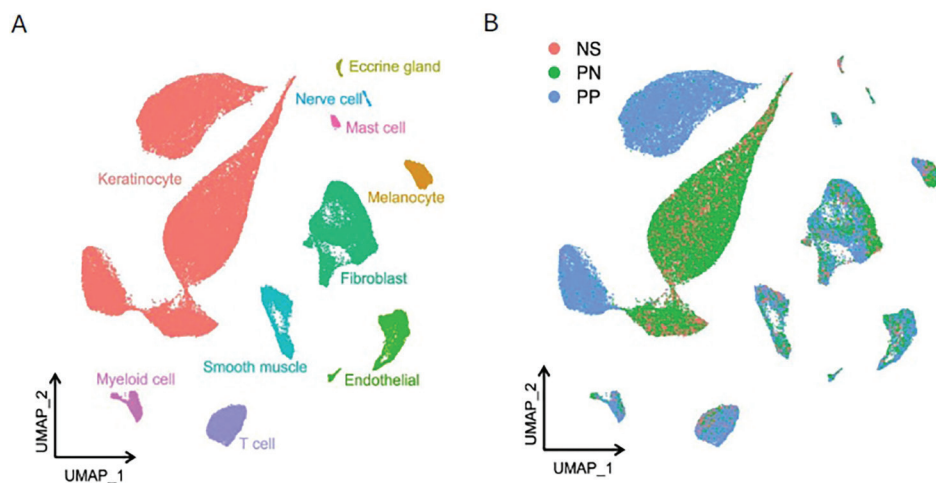 A
Eccrine gland
Nerve cell
Mast cell
Keratinocyte
Melanocyte
Fibroblast
Smooth muscle
Endothelial
Myeloid cell
T cell
UMAP_2
UMAP_1
B
NS
PN
PP
UMAP_2
UMAP_1